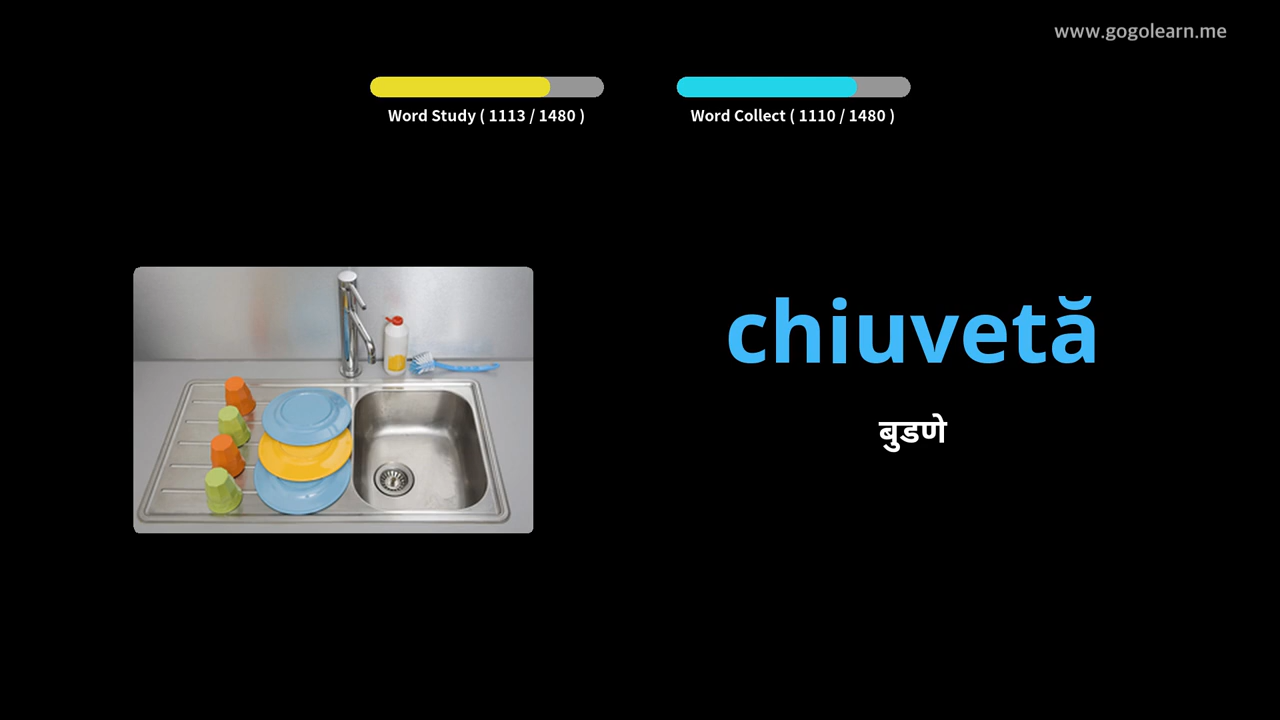 www.gogolearn.me
Word Study ( 1113 / 1480 )
Word Collect ( 1110 / 1480 )
chiuvetă
बुडणे